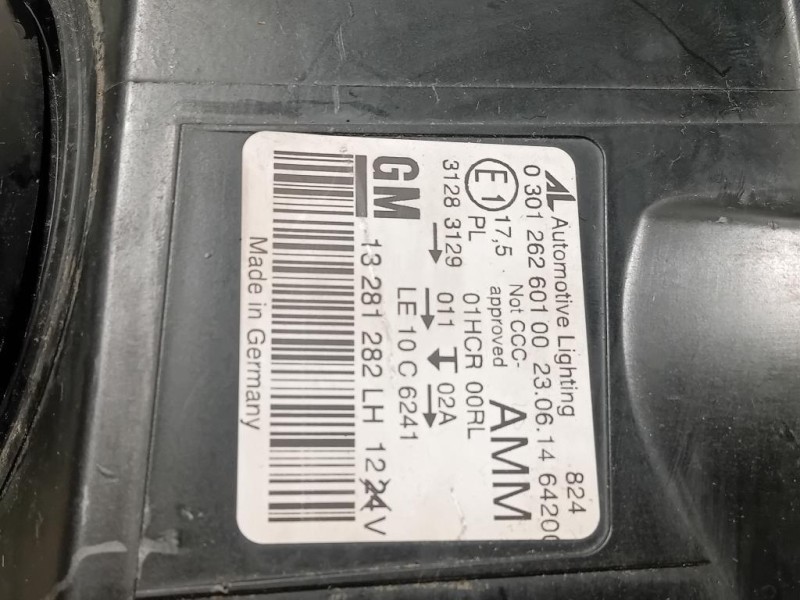 AL Automotive Lighting 824
0 301 262 601 00 23.06.14 6420
E1 17,5 Not CCC- AMM
PL approved
3128 3129 01HCR 00RL
011 02A
LE 10 C 6241
GM 13 281 282 LH 12 24V
Made in Germany